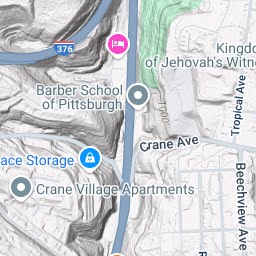 376
Kingdo
of Jehovah's Witn
Barber School
of Pittsburgh
1000
Tropical Ave
Crane Ave
ace Storage
Crane Village Apartments
Beechview Ave
R